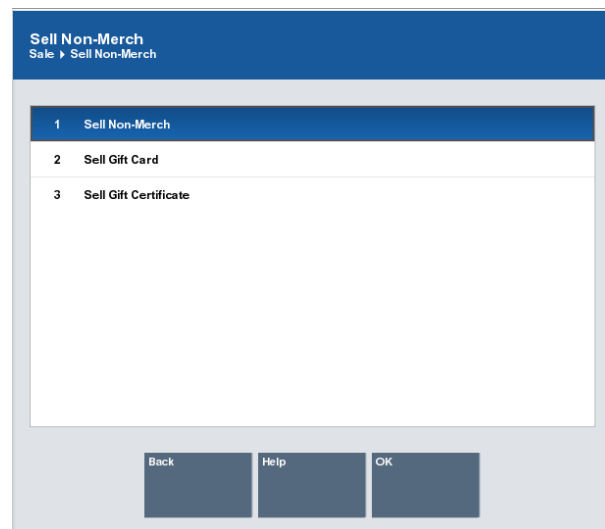 Sell Non-Merch
Sale ▸ Sell Non-Merch
1 Sell Non-Merch
2 Sell Gift Card
3 Sell Gift Certificate
Back Help OK